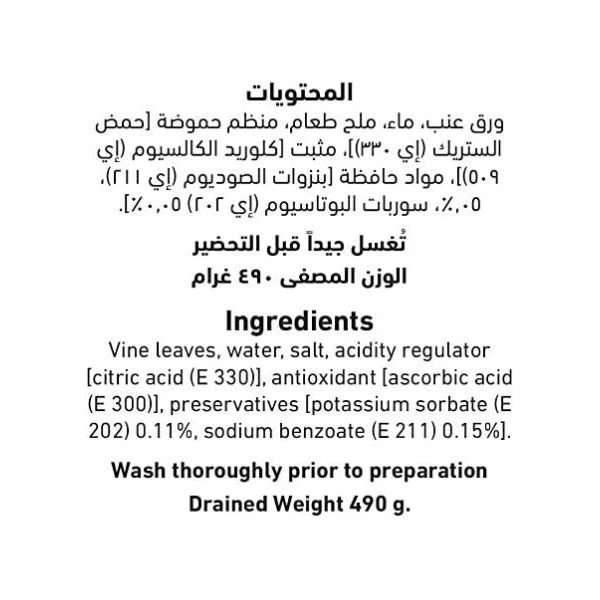 المحتويات
ورق عنب، ماء، ملح طعام، منظم حموضة [حمض
الستريك (إي ٣٣٠)]، مثبت [كلوريد الكالسيوم (إي
٥٠٩)]، مواد حافظة [بنزوات الصوديوم (إي ٢١١)،
٠,٠٥٪، سوربات البوتاسيوم (إي ٢٠٢) ٠,٠٥٪].
تُغسل جيداً قبل التحضير
الوزن المصفى ٤٩٠ غرام
Ingredients
Vine leaves, water, salt, acidity regulator
[citric acid (E 330)], antioxidant [ascorbic acid
(E 300)], preservatives [potassium sorbate (E
202) 0.11%, sodium benzoate (E 211) 0.15%].
Wash thoroughly prior to preparation
Drained Weight 490 g.